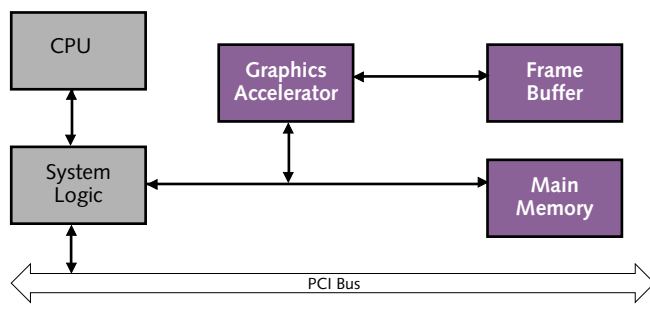 CPU
Graphics
Accelerator
Frame
Buffer
System
Logic
Main
Memory
PCI Bus